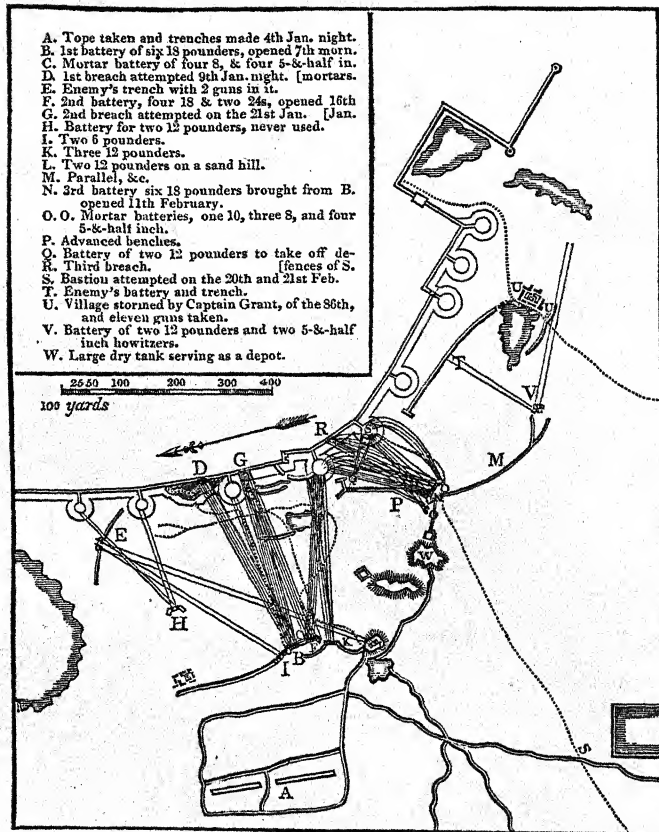 A. Tope taken and trenches made 4th Jan. night.
B. 1st battery of six 18 pounders, opened 7th morn.
C. Mortar battery of four 8, & four 5-&-half in.
D. 1st breach attempted 9th Jan. night. [mortars.
E. Enemy's trench with 2 guns in it.
F. 2nd battery, four 18 & two 24s, opened 16th
G. 2nd breach attempted on the 21st Jan. [Jan.
H. Battery for two 12 pounders, never used.
I. Two 6 pounders.
K. Three 12 pounders.
L. Two 12 pounders on a sand hill.
M. Parallel, &c.
N. 3rd battery six 18 pounders brought from B.
opened 11th February.
O. O. Mortar batteries, one 10, three 8, and four
5-&-half inch.
P. Advanced benches.
Q. Battery of two 12 pounders to take off de-
R. Third breach. [fences of S.
S. Bastion attempted on the 20th and 21st Feb.
T. Enemy's battery and trench.
U. Village stormed by Captain Grant, of the 86th,
and eleven guns taken.
V. Battery of two 12 pounders and two 5-&-half
inch howitzers.
W. Large dry tank serving as a depot.
25 50 100 200 300 400
100 yards
U
U
T
V
R
D
G
M
P
E
W
H
I
B
F
K
S
A